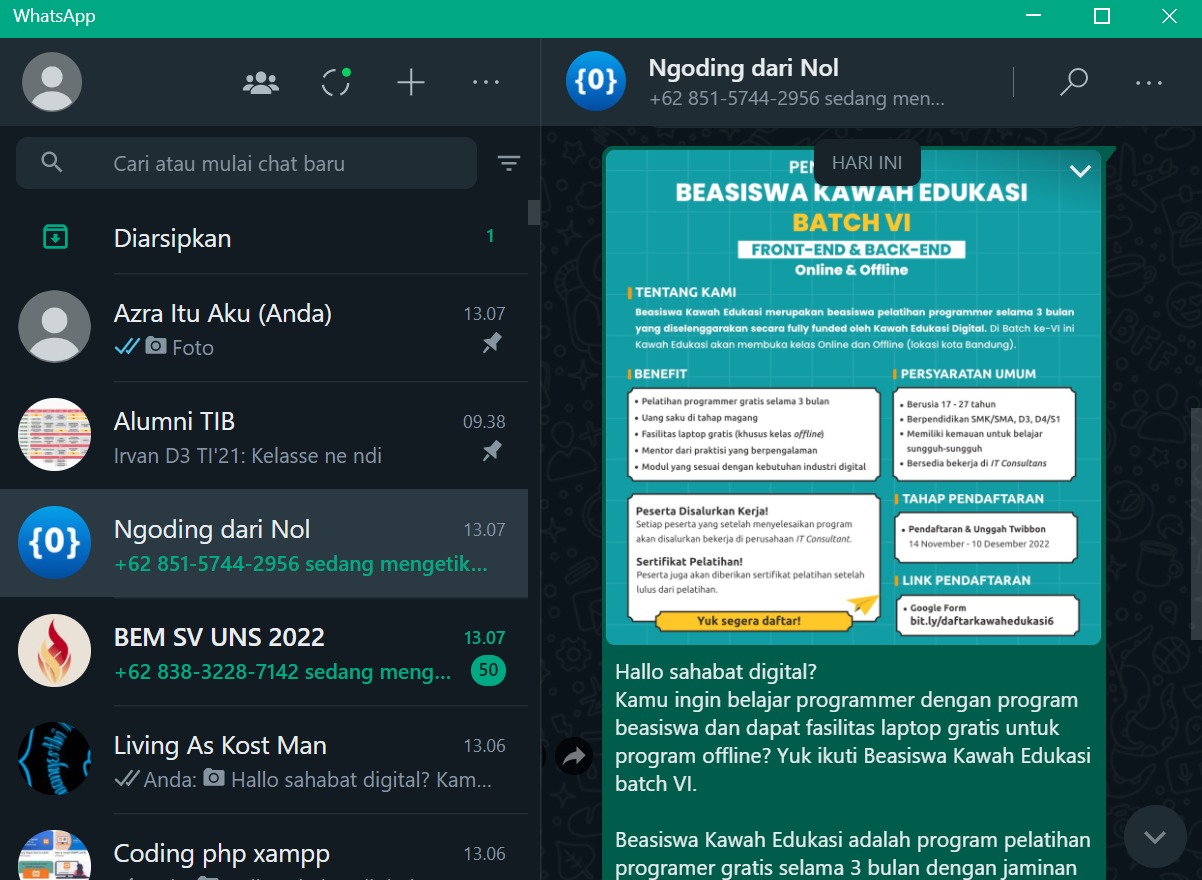 WhatsApp
Cari atau mulai chat baru
Diarsipkan
1
Azra Itu Aku (Anda)
13.07
Foto
Alumni TIB
09.38
Irvan D3 TI'21: Kelasse ne ndi
{0}
Ngoding dari Nol
13.07
+62 851-5744-2956 sedang mengetik...
BEM SV UNS 2022
13.07
+62 838-3228-7142 sedang meng...
50
Living As Kost Man
13.06
Anda: Hallo sahabat digital? Kam...
Coding php xampp
13.06
{0}
Ngoding dari Nol
+62 851-5744-2956 sedang men...
HARI INI
BEASISWA KAWAH EDUKASI
BATCH VI
FRONT-END & BACK-END
Online & Offline
TENTANG KAMI
Beasiswa Kawah Edukasi merupakan beasiswa pelatihan programmer selama 3 bulan
yang diselenggarakan secara fully funded oleh Kawah Edukasi Digital. Di Batch ke-VI ini
Kawah Edukasi akan membuka kelas Online dan Offline (lokasi kota Bandung).
BENEFIT
• Pelatihan programmer gratis selama 3 bulan
• Uang saku di tahap magang
• Fasilitas laptop gratis (khusus kelas offline)
• Mentor dari praktisi yang berpengalaman
• Modul yang sesuai dengan kebutuhan industri digital
PERSYARATAN UMUM
• Berusia 17 - 27 tahun
• Berpendidikan SMK/SMA, D3, D4/S1
• Memiliki kemauan untuk belajar
sungguh-sungguh
• Bersedia bekerja di IT Consultans
Peserta Disalurkan Kerja!
Setiap peserta yang setelah menyelesaikan program
akan disalurkan bekerja di perusahaan IT Consultant.
Sertifikat Pelatihan!
Peserta juga akan diberikan sertifikat pelatihan setelah
lulus dari pelatihan.
Yuk segera daftar!
TAHAP PENDAFTARAN
• Pendaftaran & Unggah Twibbon
14 November - 10 Desember 2022
LINK PENDAFTARAN
• Google Form
bit.ly/daftarkawahedukasi6
Hallo sahabat digital?
Kamu ingin belajar programmer dengan program
beasiswa dan dapat fasilitas laptop gratis untuk
program offline? Yuk ikuti Beasiswa Kawah Edukasi
batch VI.
Beasiswa Kawah Edukasi adalah program pelatihan
programer gratis selama 3 bulan dengan jaminan